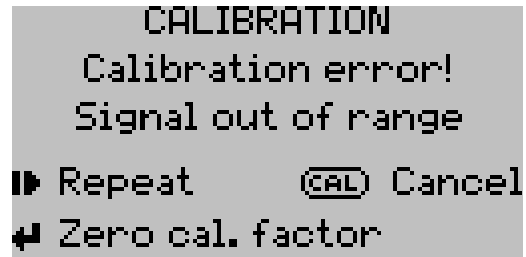 CALIBRATION
Calibration error!
Signal out of range
Repeat CAL Cancel
Zero cal. factor